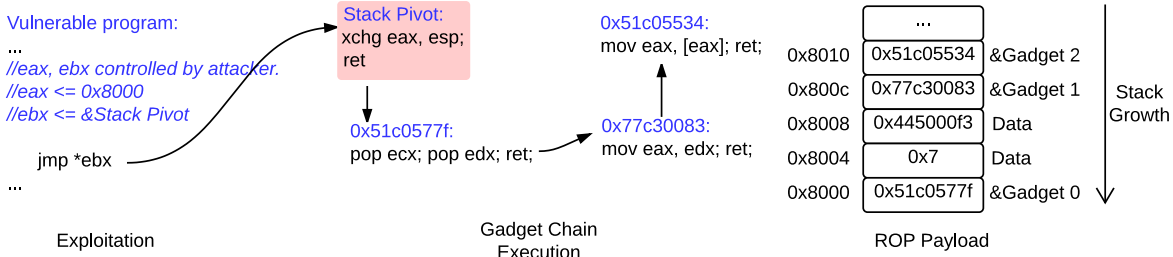 Vulnerable program:
...
//eax, ebx controlled by attacker.
//eax <= 0x8000
//ebx <= &Stack Pivot
jmp *ebx
...
Exploitation
Stack Pivot:
xchg eax, esp;
ret
0x51c0577f:
pop ecx; pop edx; ret;
0x77c30083:
mov eax, edx; ret;
0x51c05534:
mov eax, [eax]; ret;
Gadget Chain
Execution
...
0x8010 0x51c05534 &Gadget 2
0x800c 0x77c30083 &Gadget 1
0x8008 0x445000f3 Data
0x8004 0x7 Data
0x8000 0x51c0577f &Gadget 0
Stack
Growth
ROP Payload